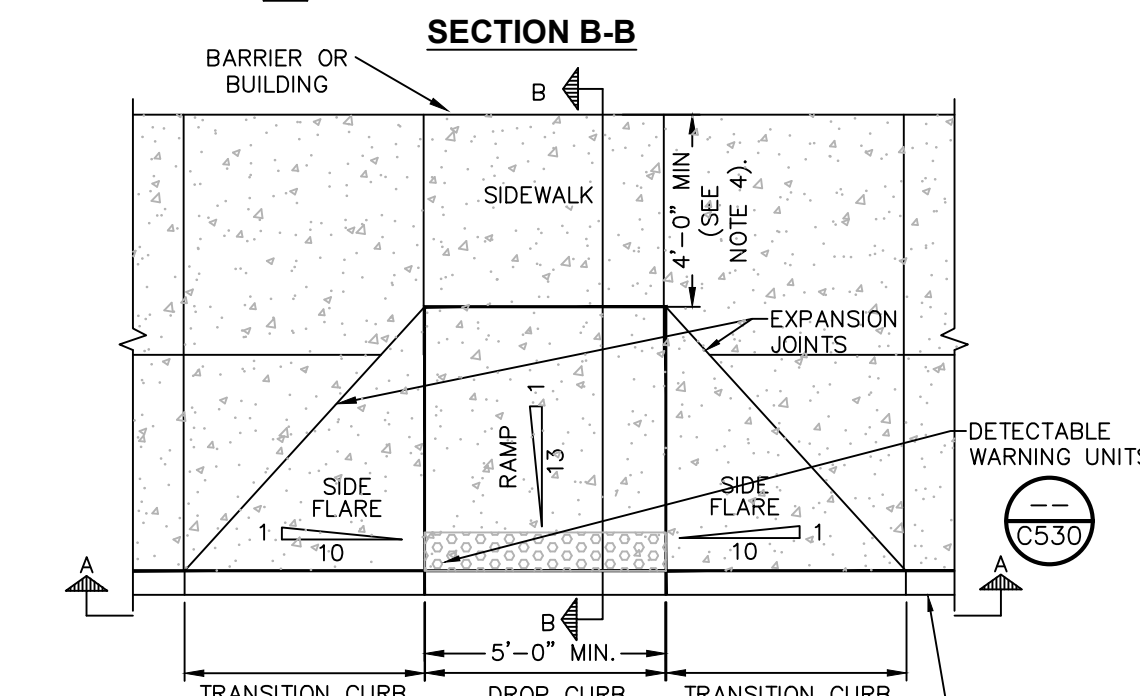 SECTION B-B
BARRIER OR
BUILDING
B
SIDEWALK
4'-0" MIN
(SEE
NOTE 4).
EXPANSION
JOINTS
RAMP
1
13
DETECTABLE
WARNING UNITS
SIDE
FLARE
1
10
SIDE
FLARE
1
10
--
C530
A
A
B
5'-0" MIN.
TRANSITION CURB
DROP CURB
TRANSITION CURB